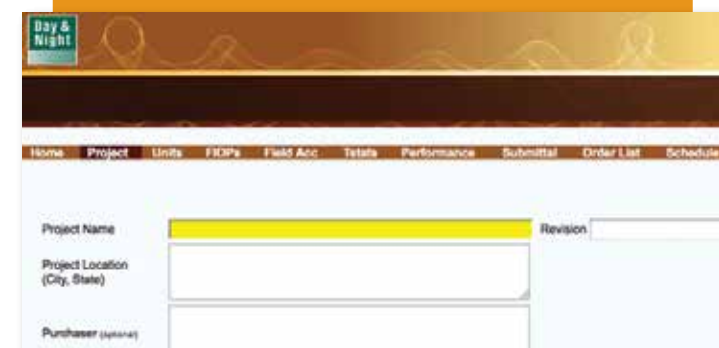 Day &
Night
Home Project Units FIOPs Field Acc Totals Performance Submittal Order List Schedule
Project Name
Revision
Project Location
(City, State)
Purchaser (optional)